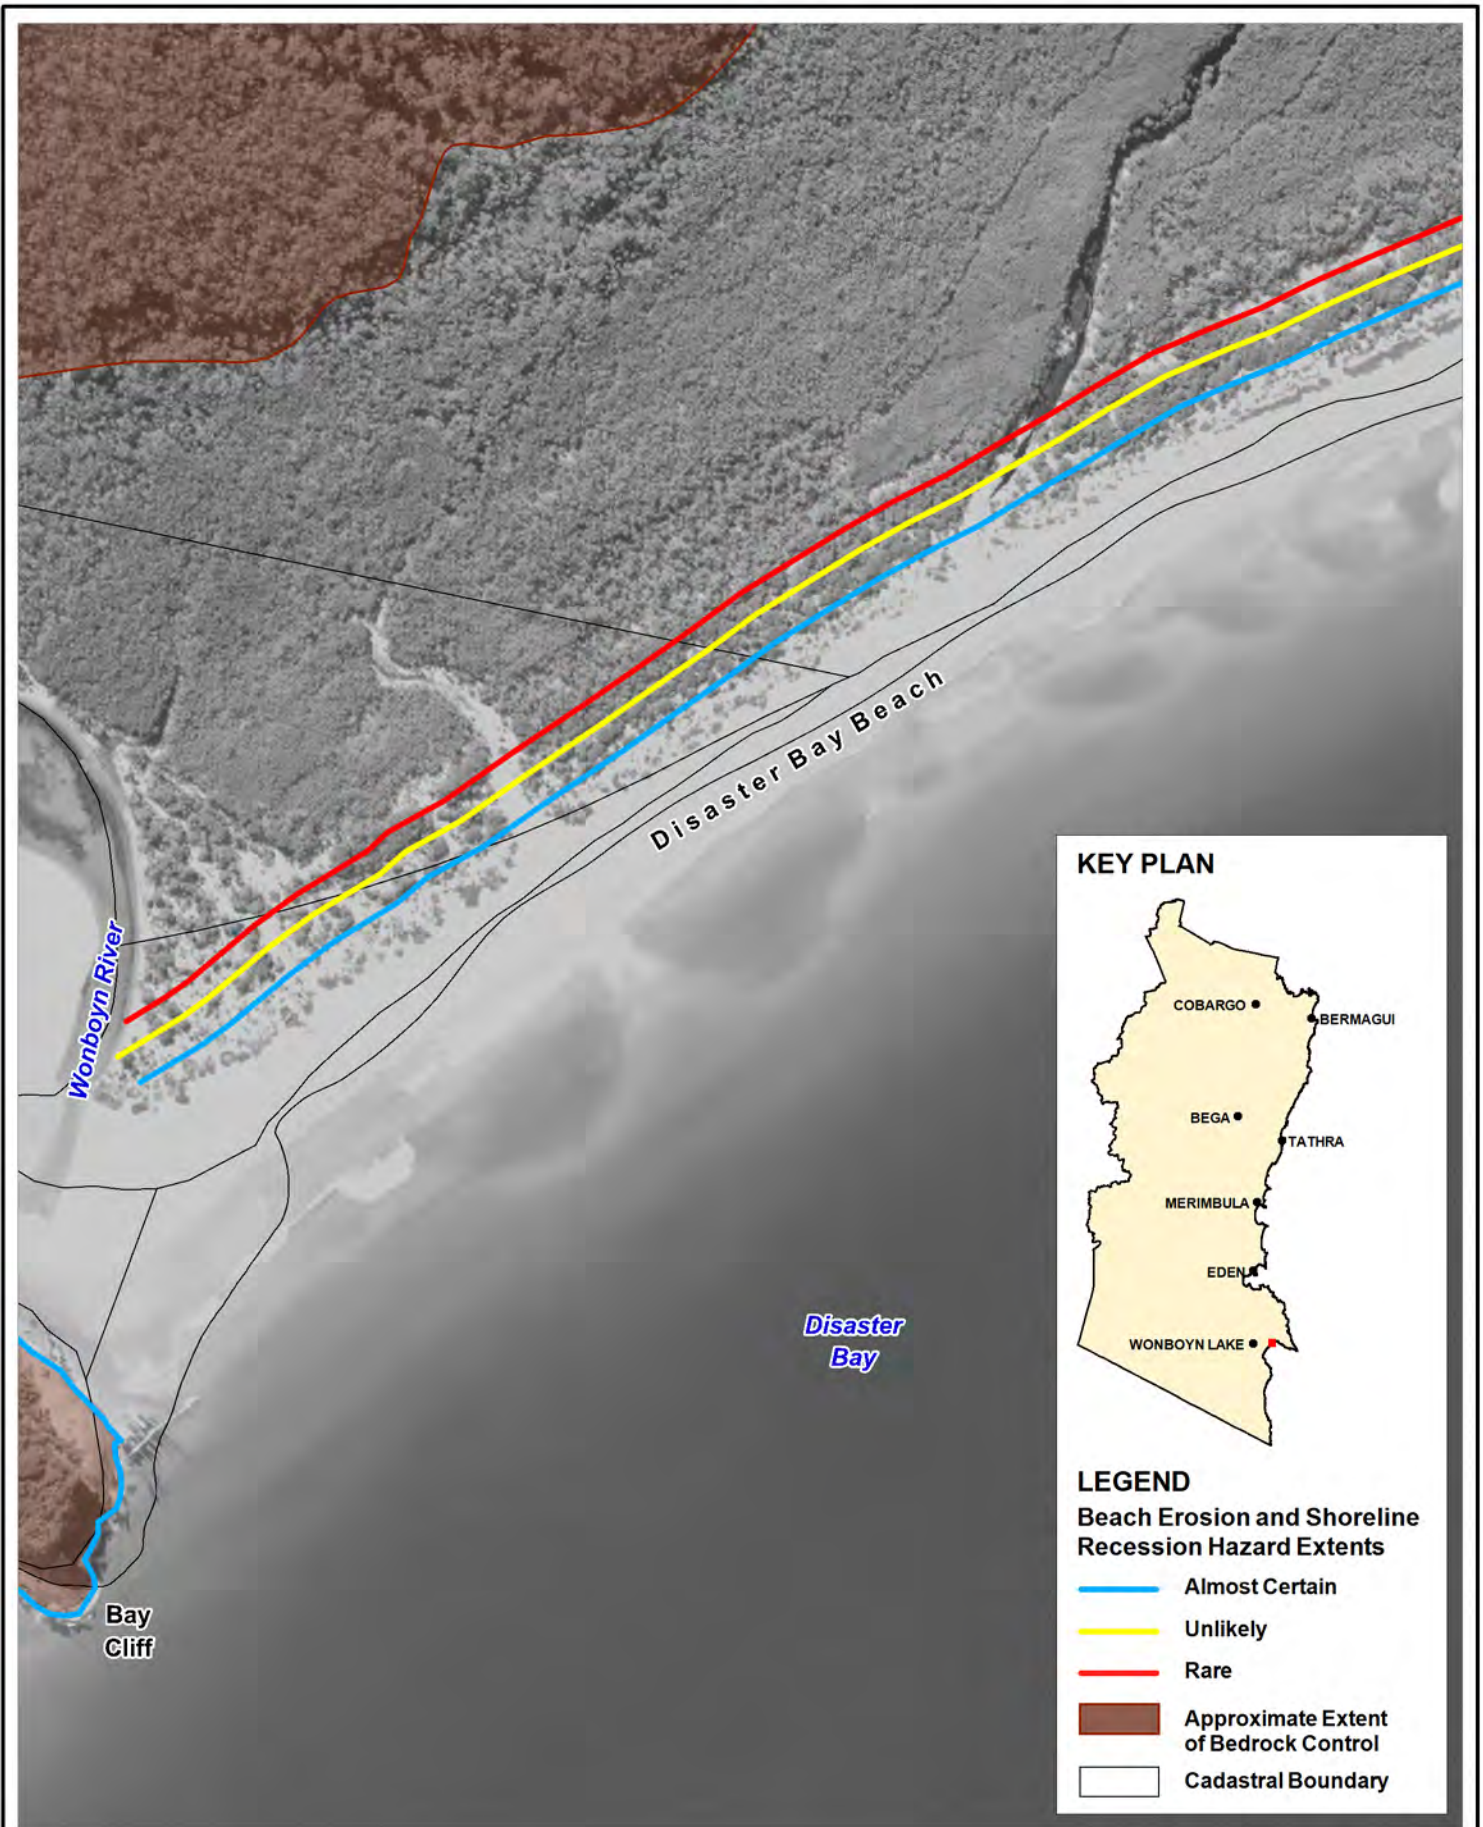 Disaster Bay Beach
Wonboyn River
Disaster
Bay
Bay
Cliff
KEY PLAN
COBARGO
BERMAGUI
BEGA
TATHRA
MERIMBULA
EDEN
WONBOYN LAKE
LEGEND
Beach Erosion and Shoreline
Recession Hazard Extents
Almost Certain
Unlikely
Rare
Approximate Extent
of Bedrock Control
Cadastral Boundary